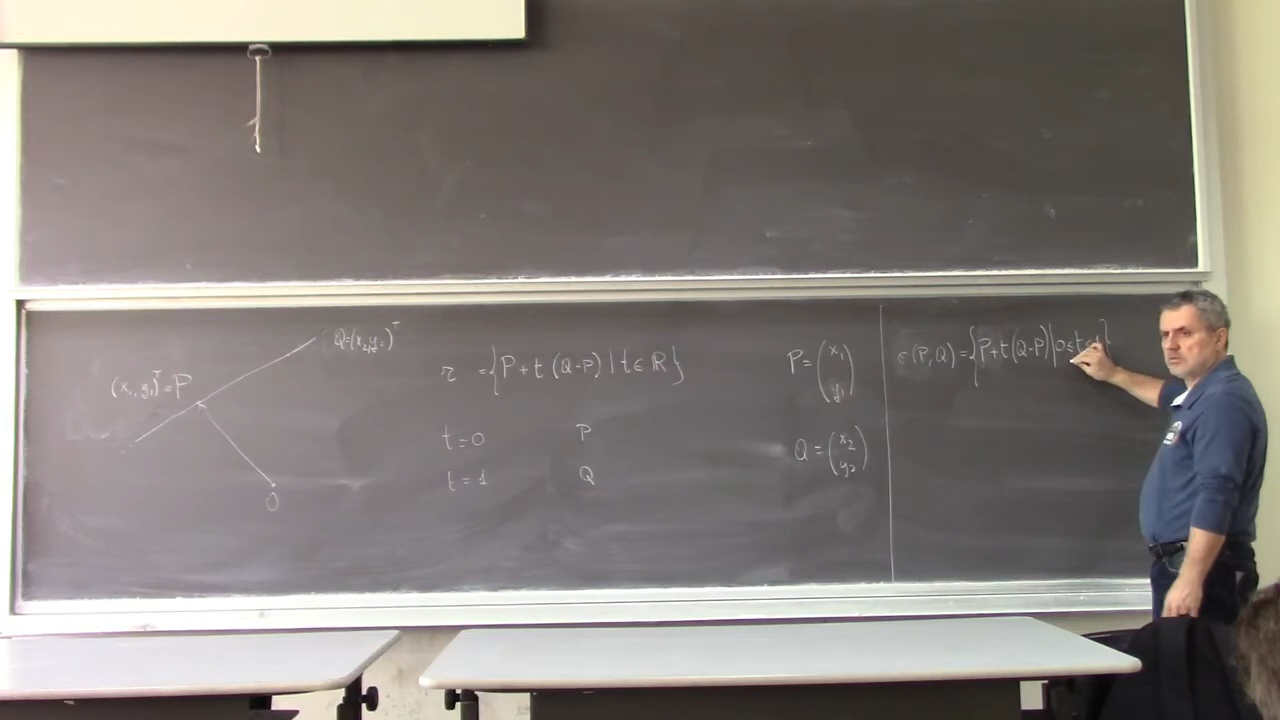 Q=(x₂,y₂)ᵀ
(x₁,y₁)ᵀ=P
O
r = {P+t(Q-P) | t∈ℝ}
t=0 P
t=1 Q
P=(x₁ y₁)
Q=(x₂ y₂)
(P,Q) = {P+t(Q-P) | 0≤t≤1}